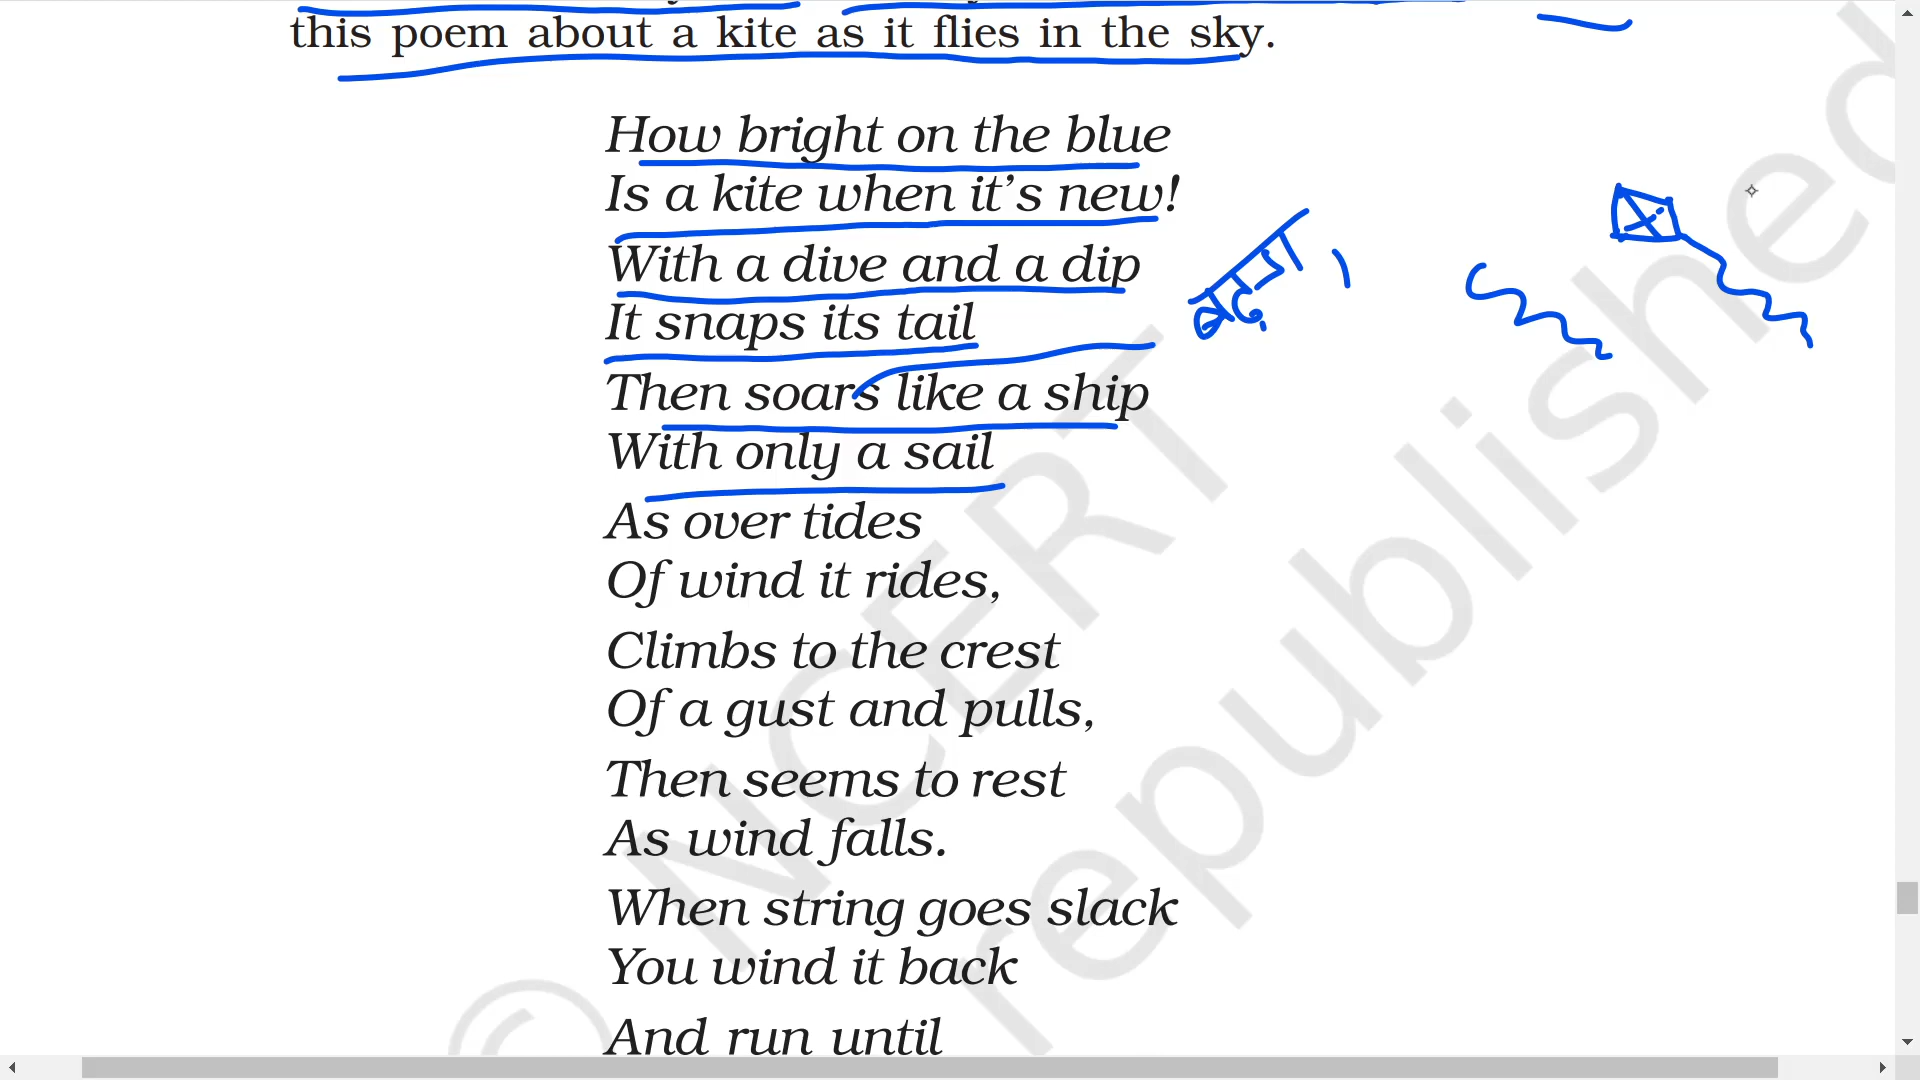 this poem about a kite as it flies in the sky.
How bright on the blue
Is a kite when it’s new!
With a dive and a dip
It snaps its tail
Then soars like a ship
With only a sail
As over tides
Of wind it rides,
Climbs to the crest
Of a gust and pulls,
Then seems to rest
As wind falls.
When string goes slack
You wind it back
And run until
© NCERT
republished